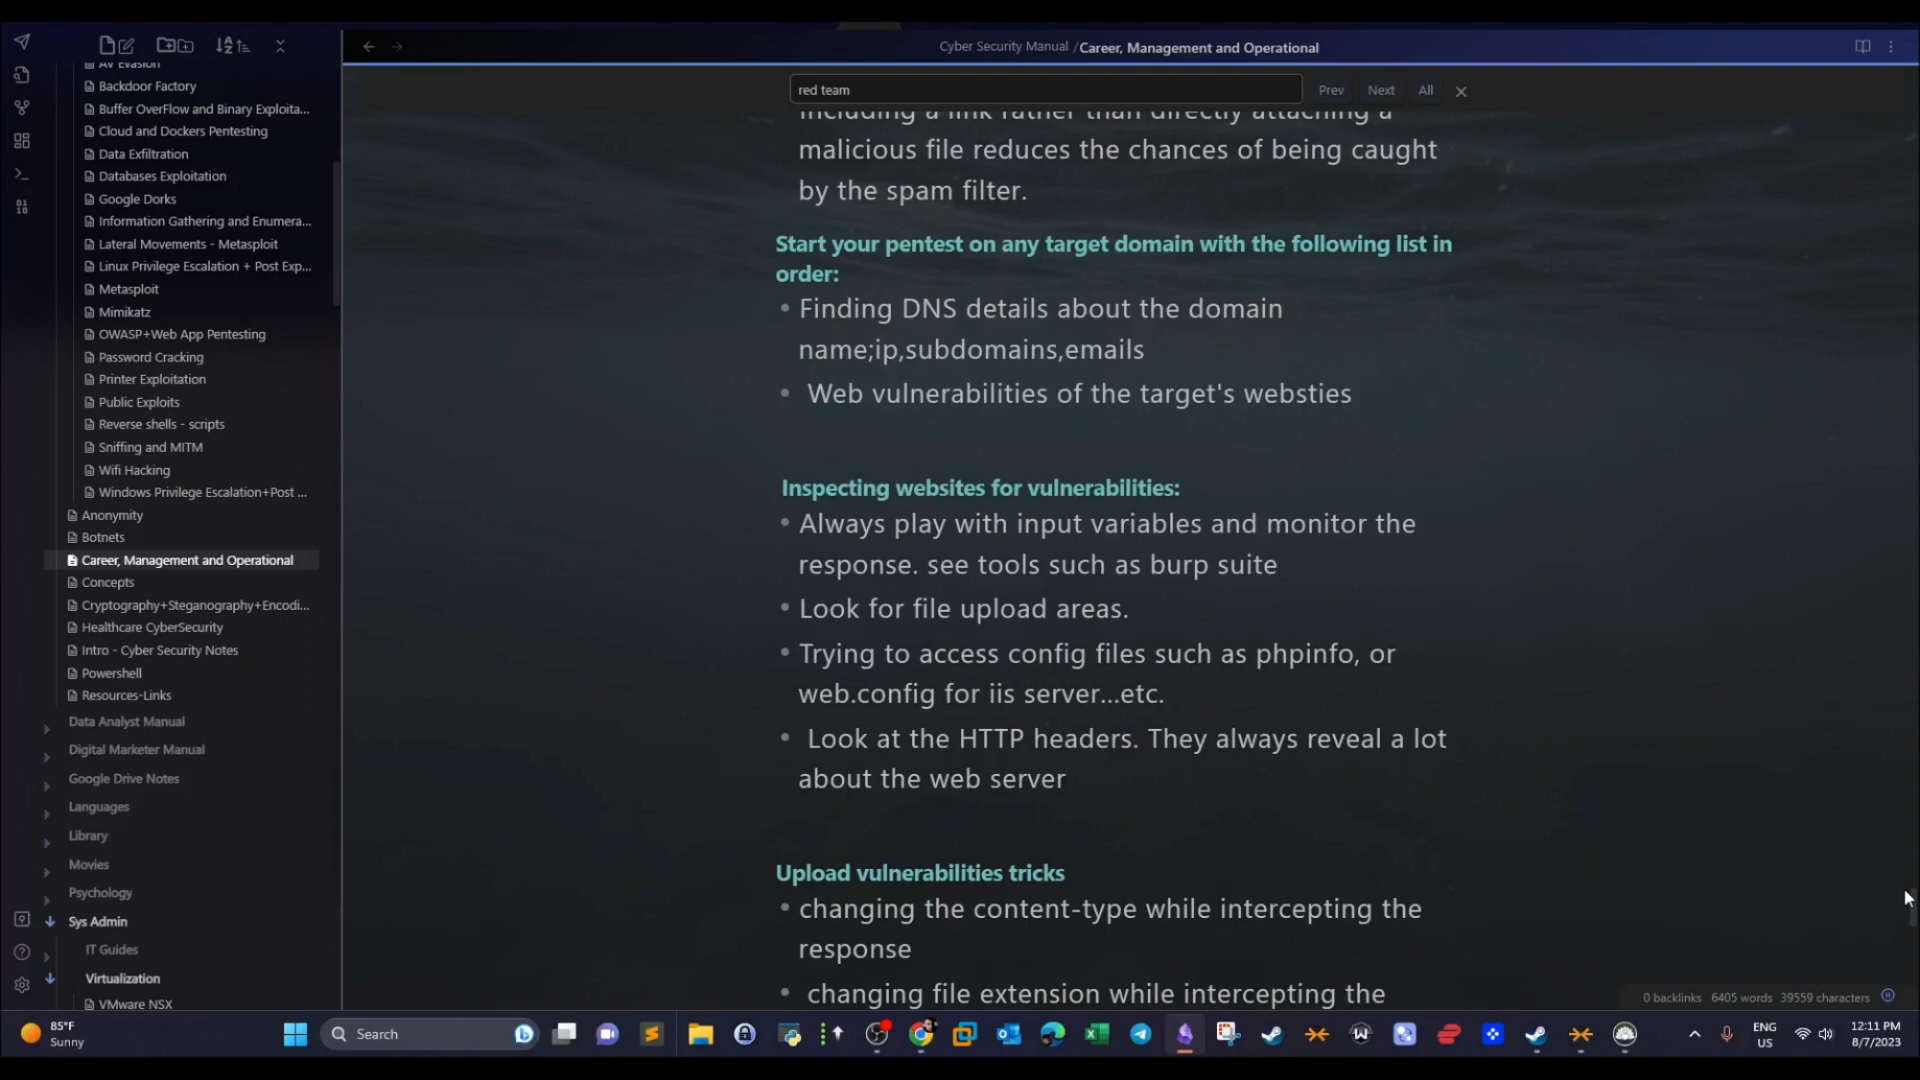 Cyber Security Manual / Career, Management and Operational
AV Evasion
Backdoor Factory
Buffer OverFlow and Binary Exploita...
Cloud and Dockers Pentesting
Data Exfiltration
Databases Exploitation
Google Dorks
Information Gathering and Enumera...
Lateral Movements - Metasploit
Linux Privilege Escalation + Post Exp...
Metasploit
Mimikatz
OWASP+Web App Pentesting
Password Cracking
Printer Exploitation
Public Exploits
Reverse shells - scripts
Sniffing and MITM
Wifi Hacking
Windows Privilege Escalation+Post ...
Anonymity
Botnets
Career, Management and Operational
Concepts
Cryptography+Steganography+Encodi...
Healthcare CyberSecurity
Intro - Cyber Security Notes
Powershell
Resources-Links
Data Analyst Manual
Digital Marketer Manual
Google Drive Notes
Languages
Library
Movies
Psychology
Sys Admin
IT Guides
Virtualization
VMware NSX
red team
Prev Next All
including a link rather than directly attaching a
malicious file reduces the chances of being caught
by the spam filter.
Start your pentest on any target domain with the following list in
order:
• Finding DNS details about the domain
name;ip,subdomains,emails
• Web vulnerabilities of the target's websties
Inspecting websites for vulnerabilities:
• Always play with input variables and monitor the
response. see tools such as burp suite
• Look for file upload areas.
• Trying to access config files such as phpinfo, or
web.config for iis server...etc.
• Look at the HTTP headers. They always reveal a lot
about the web server
Upload vulnerabilities tricks
• changing the content-type while intercepting the
response
• changing file extension while intercepting the
0 backlinks 6405 words 39559 characters
85°F
Sunny
Search
ENG
US
12:11 PM
8/7/2023